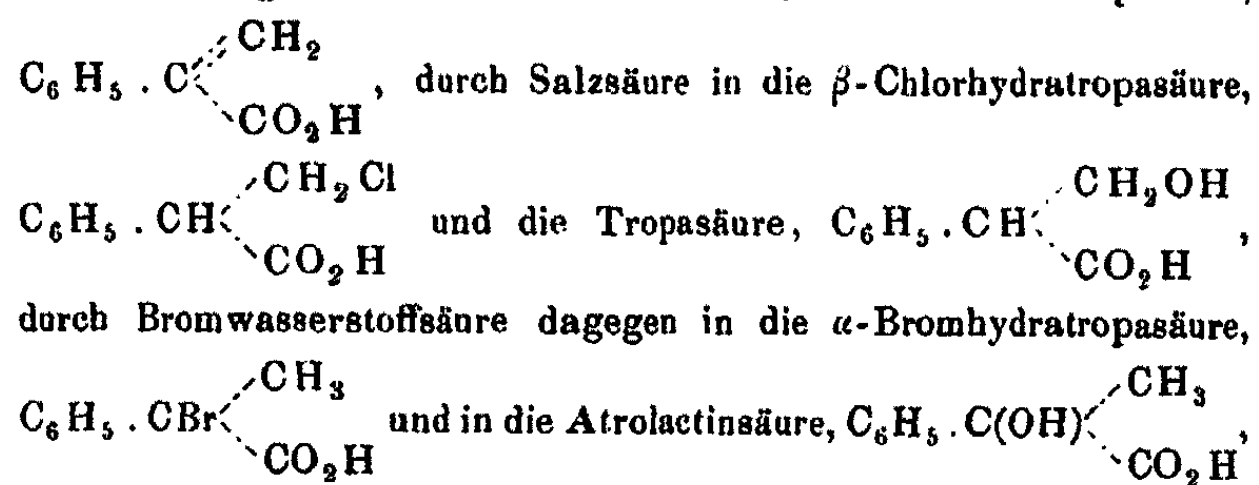 CH₂
C₆H₅ . C , durch Salzsäure in die β-Chlorhydratropasäure,
CO₂H
CH₂Cl CH₂OH
C₆H₅ . CH und die Tropasäure, C₆H₅ . CH ,
CO₂H CO₂H
durch Bromwasserstoffsäure dagegen in die α-Bromhydratropasäure,
CH₃ CH₃
C₆H₅ . CBr und in die Atrolactinsäure, C₆H₅ . C(OH) ,
CO₂H CO₂H